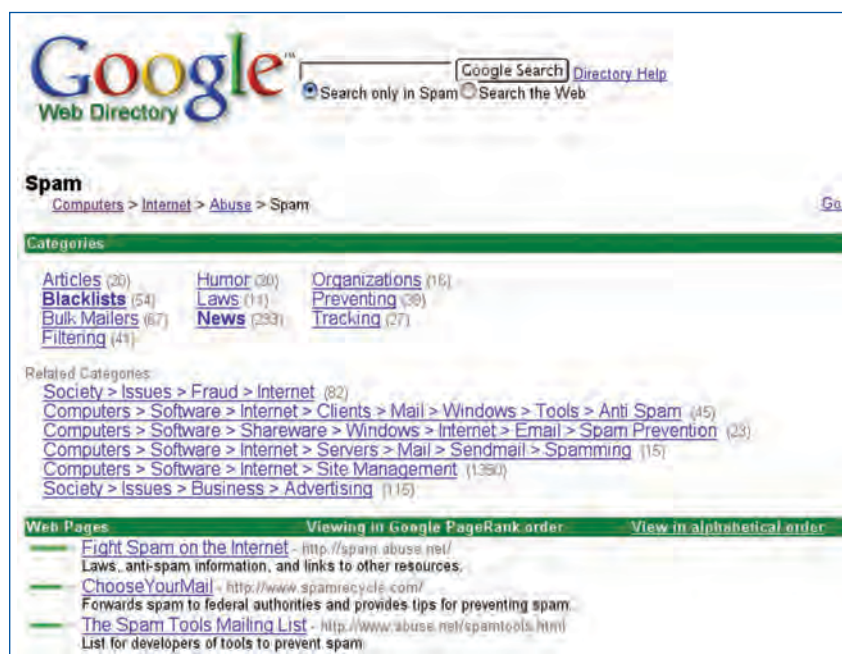 Google™
Web Directory
Google Search Directory Help
Search only in Spam Search the Web
Spam
Computers > Internet > Abuse > Spam
Go
Categories
Articles (20) Humor (20) Organizations (16)
Blacklists (54) Laws (11) Preventing (39)
Bulk Mailers (67) News (233) Tracking (27)
Filtering (41)
Related Categories
Society > Issues > Fraud > Internet (82)
Computers > Software > Internet > Clients > Mail > Windows > Tools > Anti Spam (45)
Computers > Software > Shareware > Windows > Internet > Email > Spam Prevention (23)
Computers > Software > Internet > Servers > Mail > Sendmail > Spamming (15)
Computers > Software > Internet > Site Management (1350)
Society > Issues > Business > Advertising (115)
Web Pages Viewing in Google PageRank order View in alphabetical order
Fight Spam on the Internet - http://spam.abuse.net/
Laws, anti-spam information, and links to other resources.
ChooseYourMail - http://www.spamrecycle.com/
Forwards spam to federal authorities and provides tips for preventing spam.
The Spam Tools Mailing List - http://www.abuse.net/spamtools.html
List for developers of tools to prevent spam